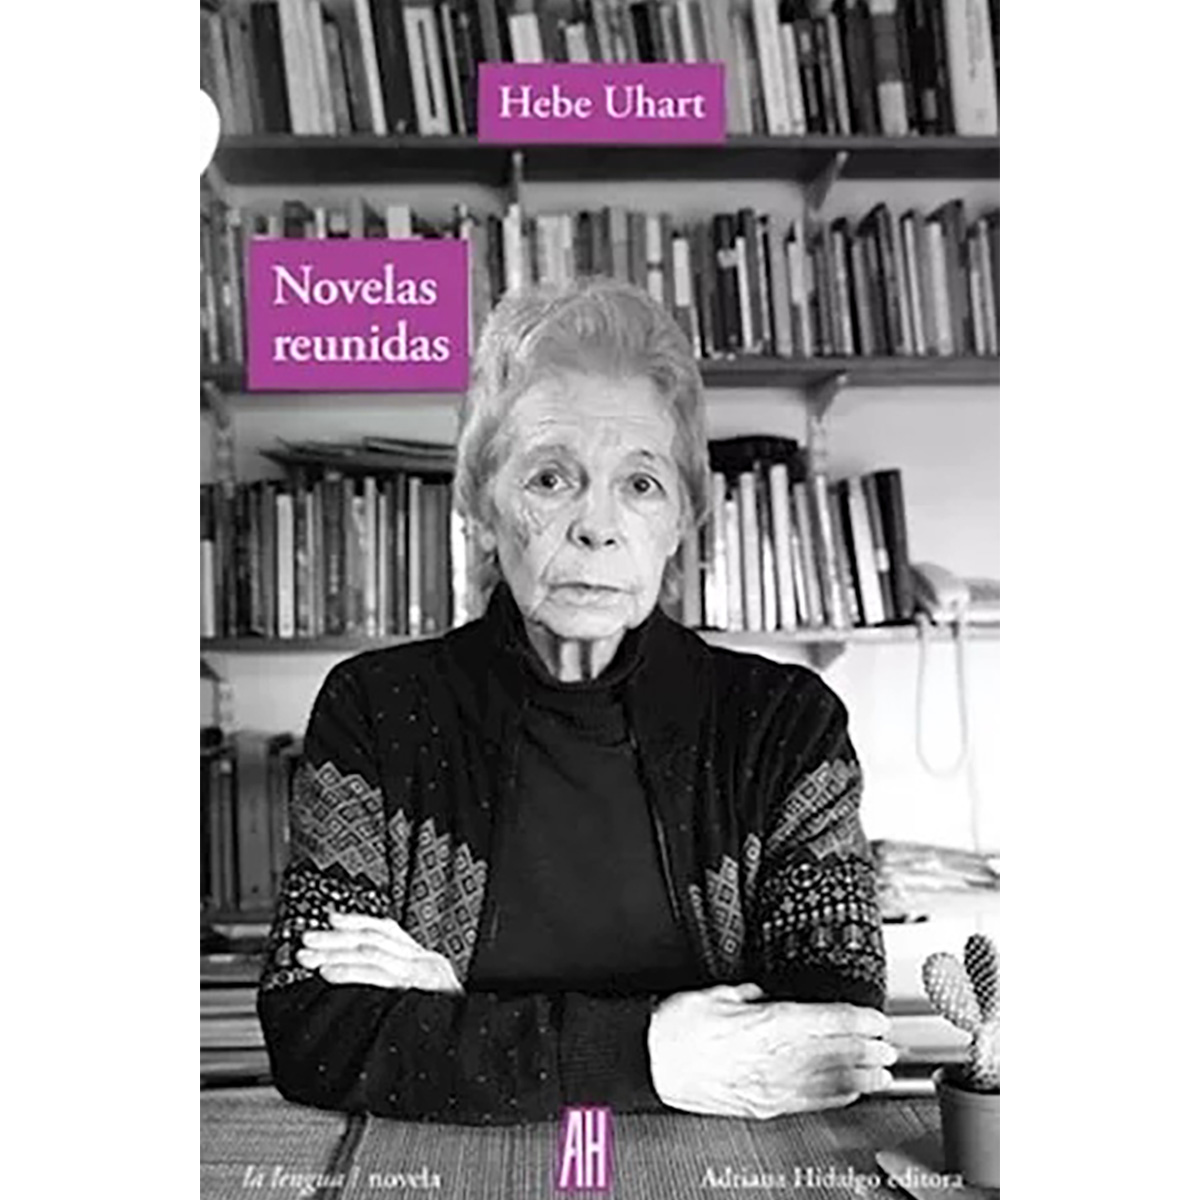 Hebe Uhart
Novelas
reunidas
AH
la lengua / novela
Adriana Hidalgo editora